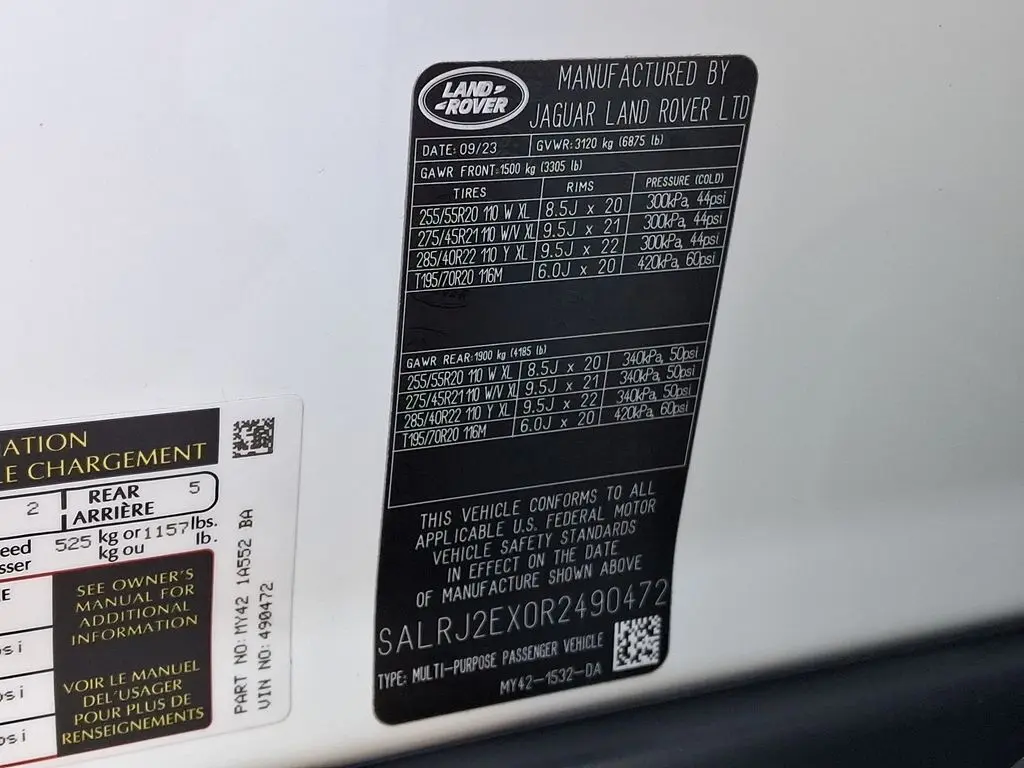 LAND-
-ROVER
MANUFACTURED BY
JAGUAR LAND ROVER LTD
DATE: 09/23 GVWR: 3120 kg (6875 lb)
GAWR FRONT: 1500 kg (3305 lb)
TIRES RIMS PRESSURE (COLD)
255/55R20 110 W XL 8.5J x 20 300kPa, 44psi
275/45R21 110 W/V XL 9.5J x 21 300kPa, 44psi
285/40R22 110 Y XL 9.5J x 22 300kPa, 44psi
T195/70R20 116M 6.0J x 20 420kPa, 60psi
GAWR REAR: 1900 kg (4185 lb)
255/55R20 110 W XL 8.5J x 20 340kPa, 50psi
275/45R21 110 W/V XL 9.5J x 21 340kPa, 50psi
285/40R22 110 Y XL 9.5J x 22 340kPa, 50psi
T195/70R20 116M 6.0J x 20 420kPa, 60psi
THIS VEHICLE CONFORMS TO ALL
APPLICABLE U.S. FEDERAL MOTOR
VEHICLE SAFETY STANDARDS
IN EFFECT ON THE DATE
OF MANUFACTURE SHOWN ABOVE
SALRJ2EX0R2490472
TYPE: MULTI-PURPOSE PASSENGER VEHICLE
MY42-1532-DA
ATION
LE CHARGEMENT
2 REAR 5
ARRIÈRE
eed 525 kg or 1157 lbs.
sser kg ou lb.
E
SEE OWNER'S
MANUAL FOR
ADDITIONAL
INFORMATION
si
VOIR LE MANUEL
DEL'USAGER
POUR PLUS DE
RENSEIGNEMENTS
psi
psi
PART NO: MY42 1A552 BA
VIN NO: 490472